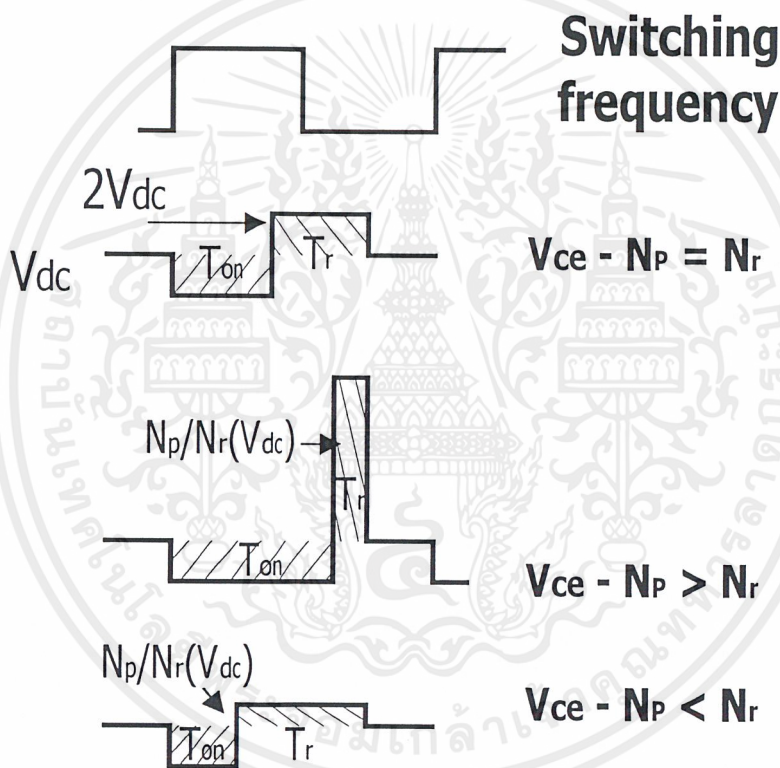 Switching
frequency
2Vdc
Vdc
Ton
Tr
Vce - NP = Nr
Np/Nr(Vdc)
Tr
Ton
Vce - NP > Nr
Np/Nr(Vdc)
Ton
Tr
Vce - NP < Nr